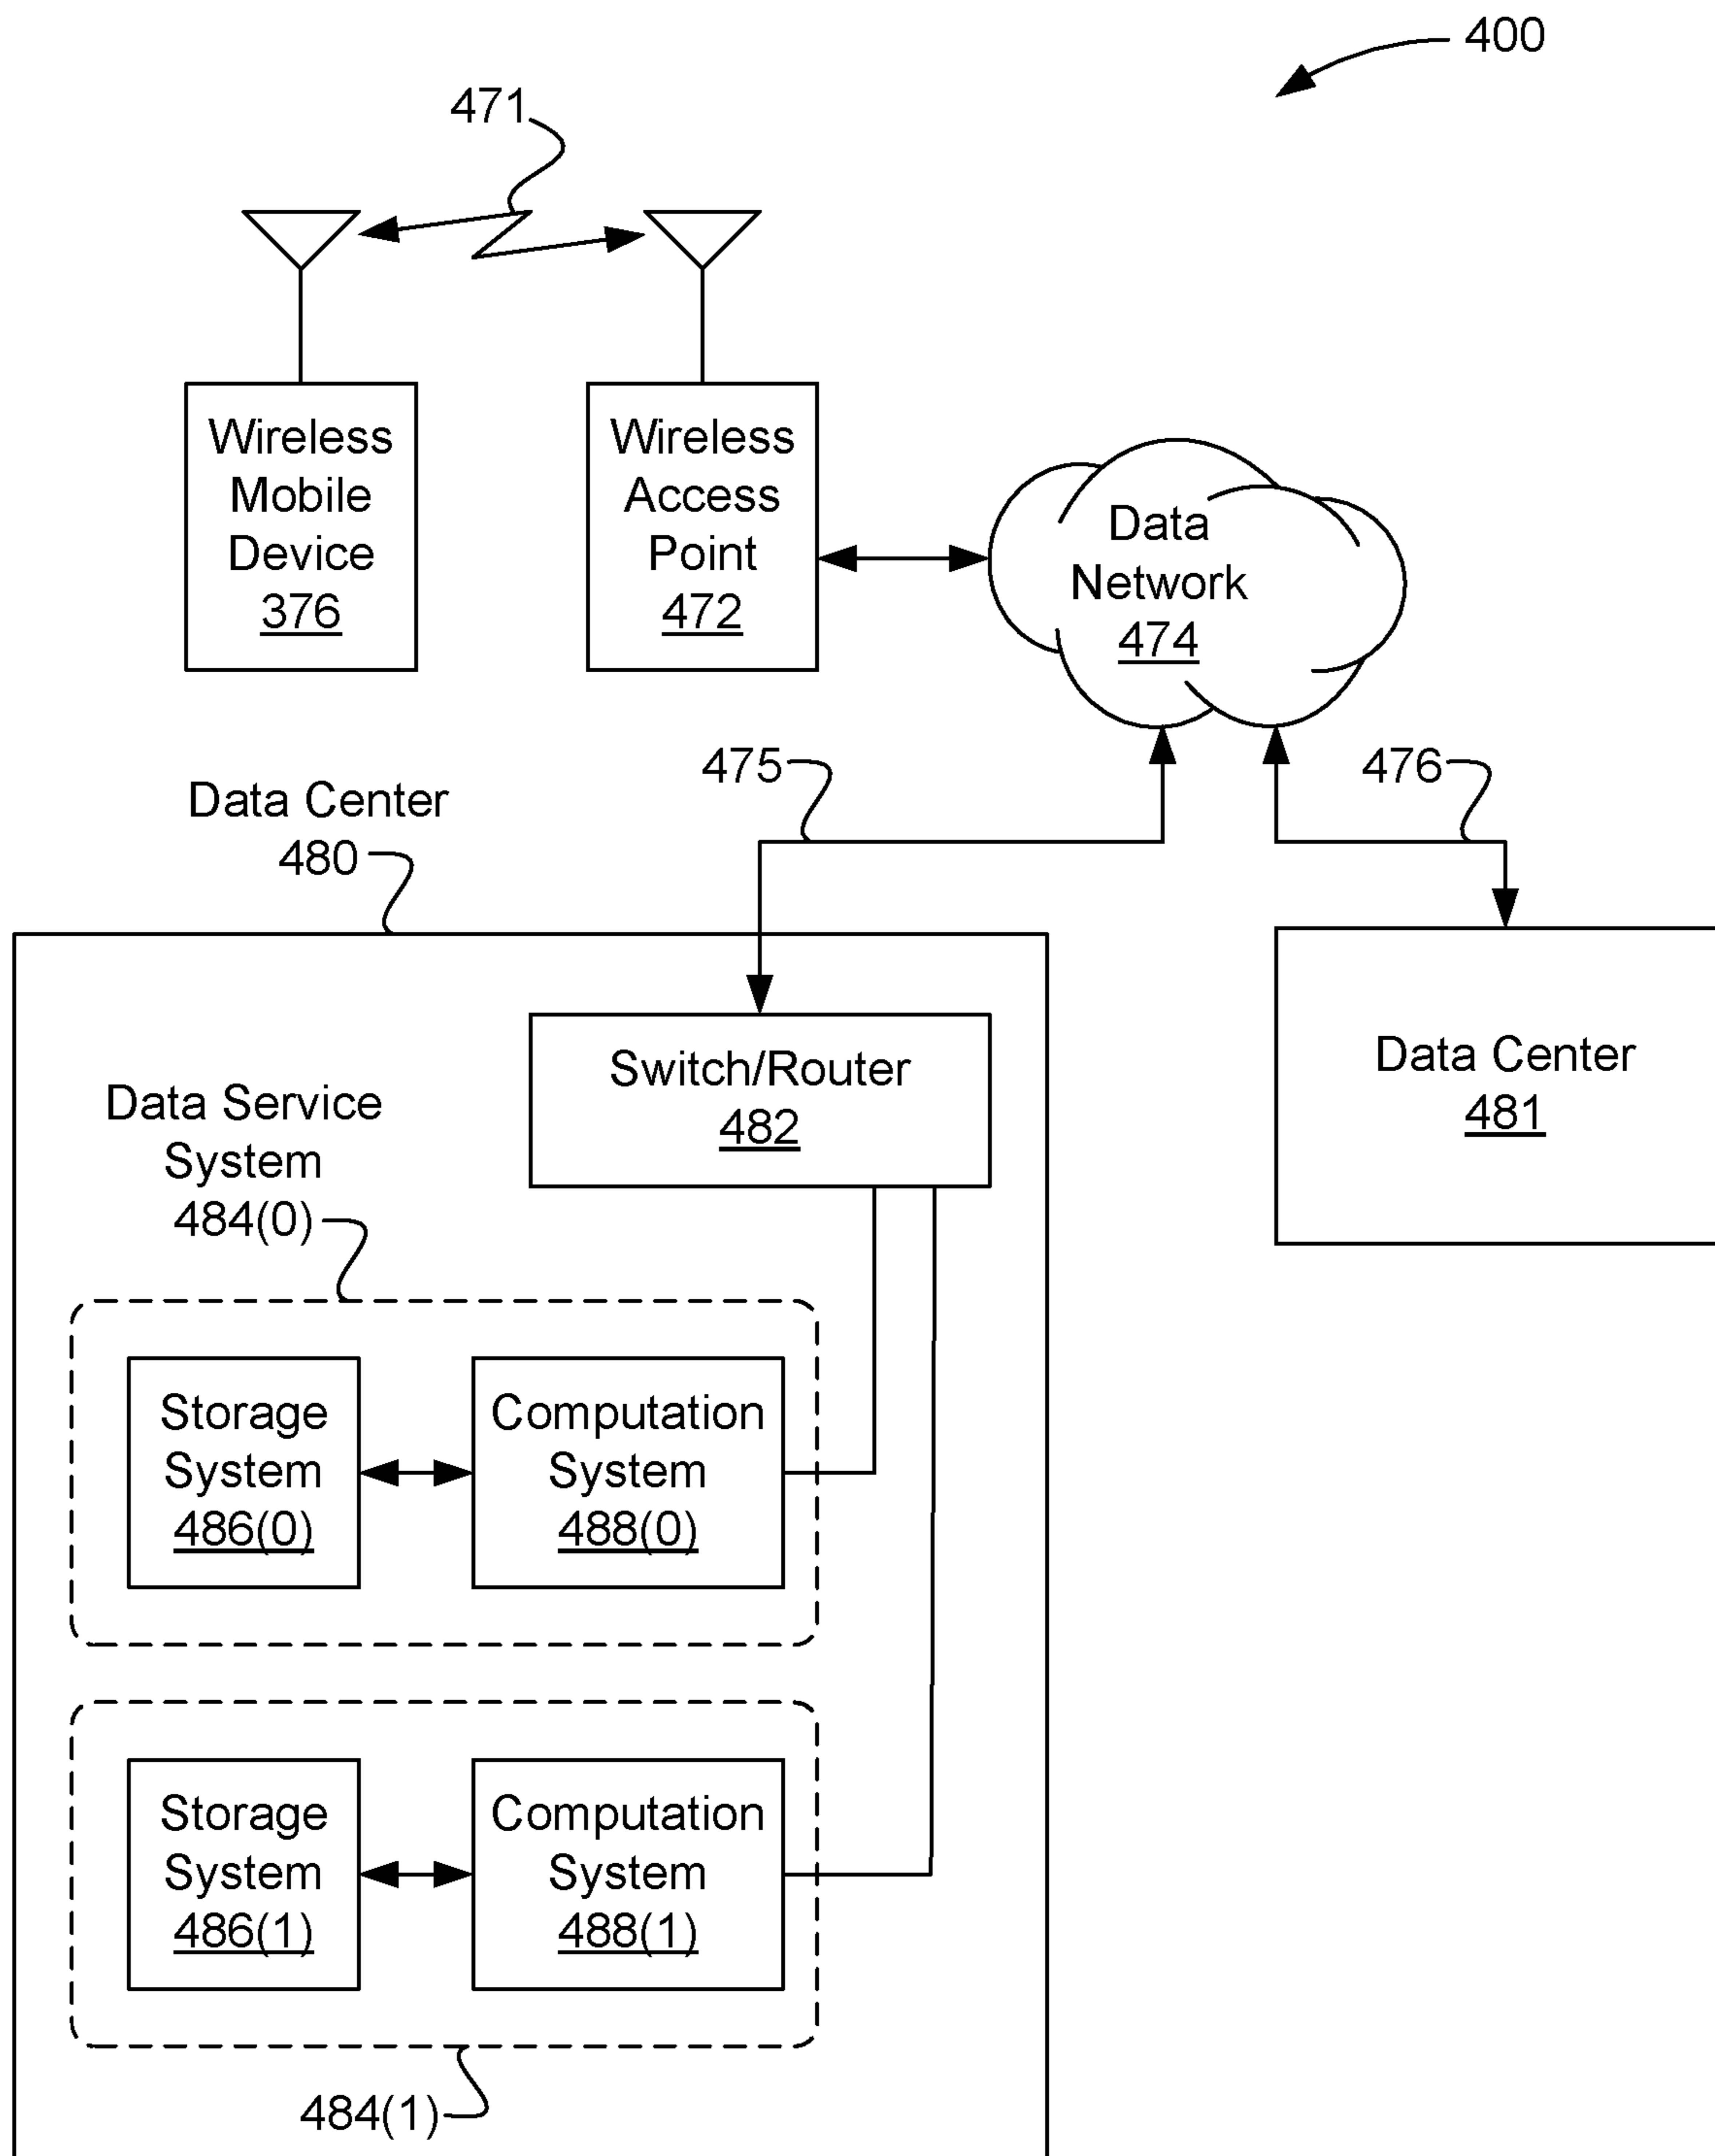 400
471
Wireless
Mobile
Device
376
Wireless
Access
Point
472
Data
Network
474
475
476
Data Center
480
Switch/Router
482
Data Center
481
Data Service
System
484(0)
Storage
System
486(0)
Computation
System
488(0)
Storage
System
486(1)
Computation
System
488(1)
484(1)